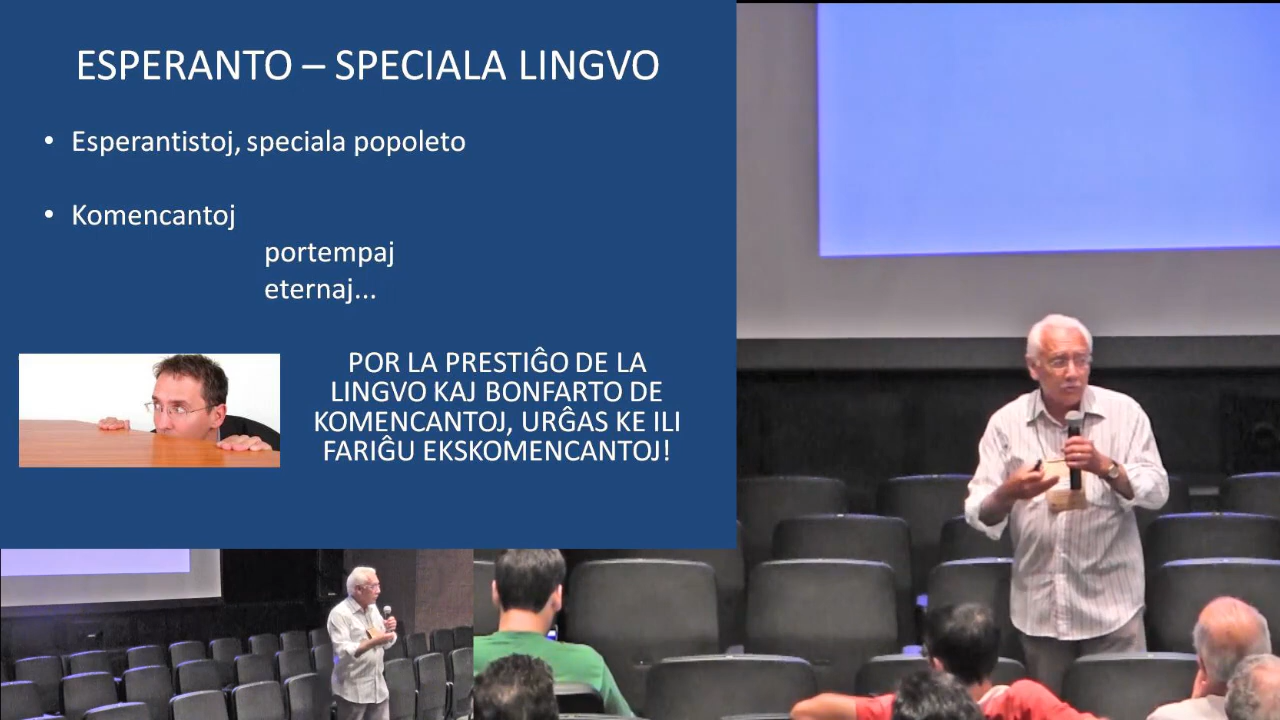 ESPERANTO – SPECIALA LINGVO
• Esperantistoj, speciala popoleto
• Komencantoj
portempaj
eternaj...
POR LA PRESTIĜO DE LA
LINGVO KAJ BONFARTO DE
KOMENCANTOJ, URĜAS KE ILI
FARIĜU EKSKOMENCANTOJ!